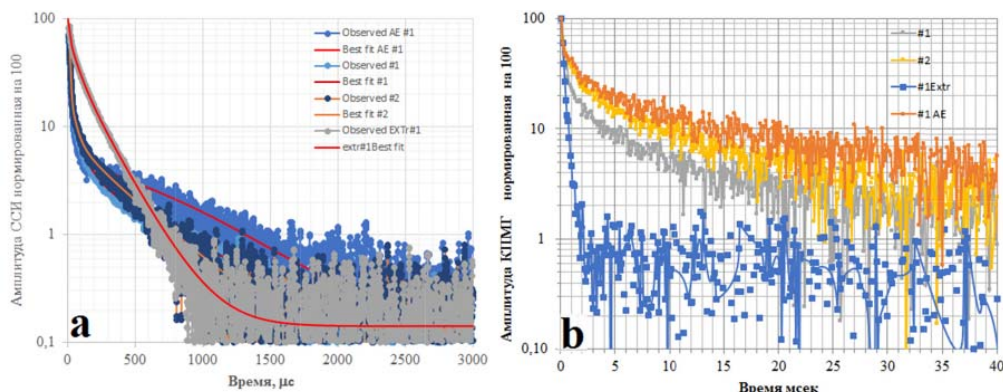 Амплитуда ССИ нормированная на 100
100
10
1
0,1
0
500
1000
1500
2000
2500
3000
Время, μс
Observed AE #1
Best fit AE #1
Observed #1
Best fit #1
Observed #2
Best fit #2
Observed EXTr#1
extr#1Best fit
a
Амплитуда КПМГ нормированная на 100
100
10
1
0,10
0
5
10
15
20
25
30
35
40
Время мсек
#1
#2
#1Extr
#1 AE
b